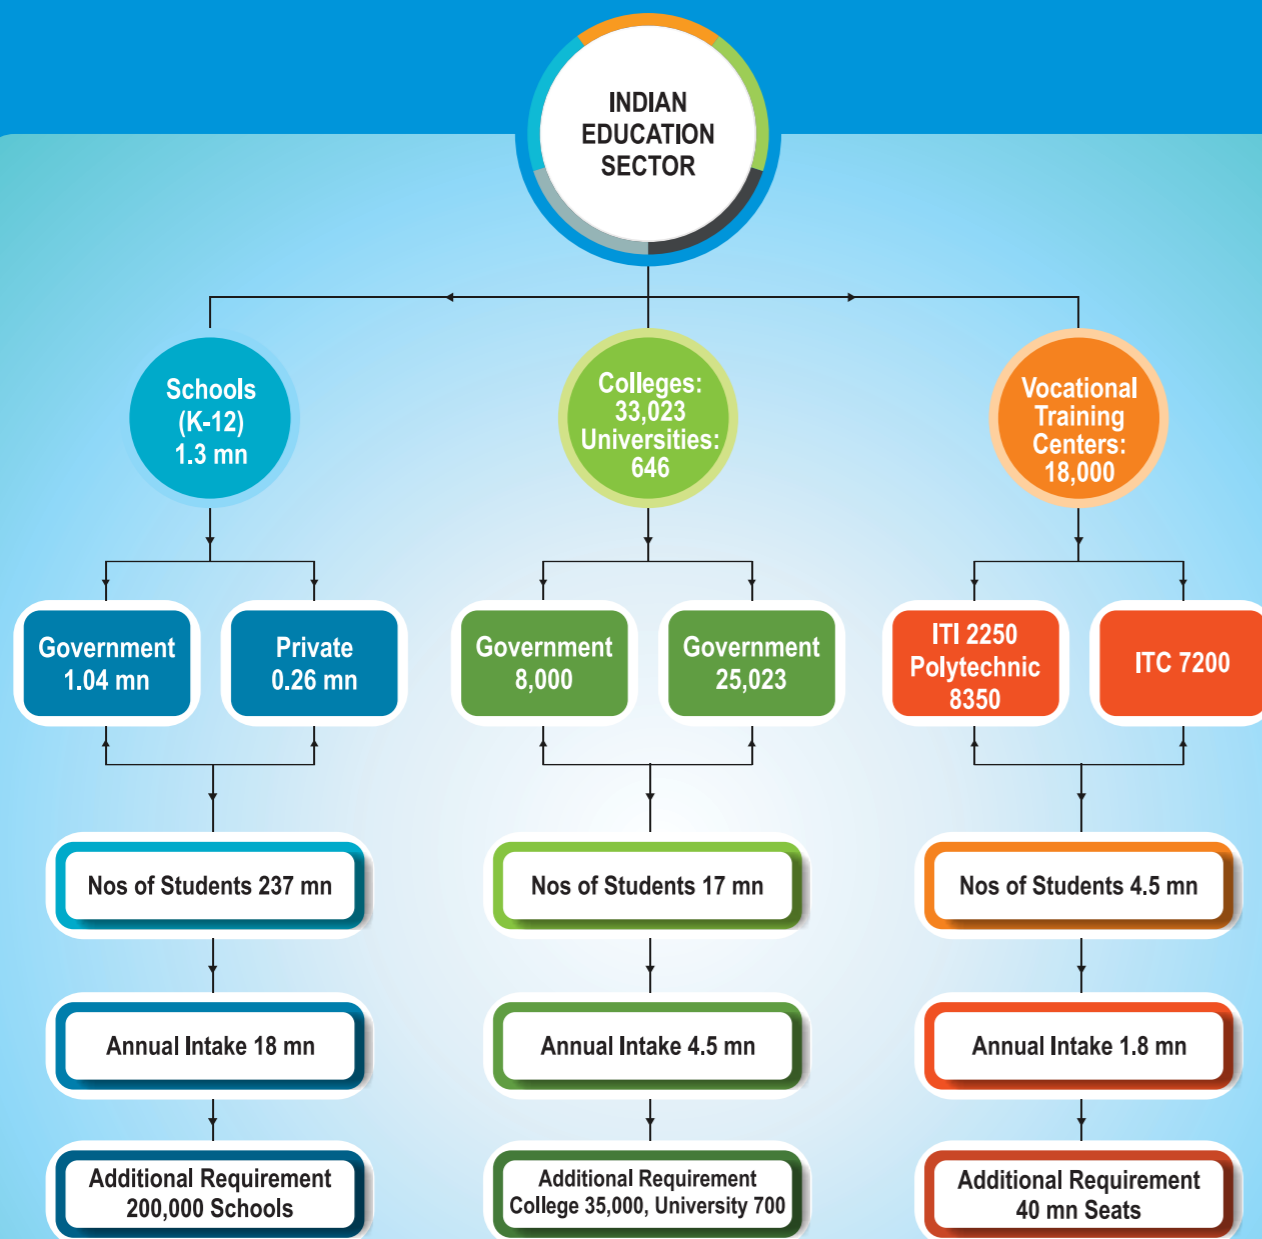 INDIAN
EDUCATION
SECTOR
Schools
(K-12)
1.3 mn
Colleges:
33,023
Universities:
646
Vocational
Training
Centers:
18,000
Government
1.04 mn
Private
0.26 mn
Government
8,000
Government
25,023
ITI 2250
Polytechnic
8350
ITC 7200
Nos of Students 237 mn
Nos of Students 17 mn
Nos of Students 4.5 mn
Annual Intake 18 mn
Annual Intake 4.5 mn
Annual Intake 1.8 mn
Additional Requirement
200,000 Schools
Additional Requirement
College 35,000, University 700
Additional Requirement
40 mn Seats